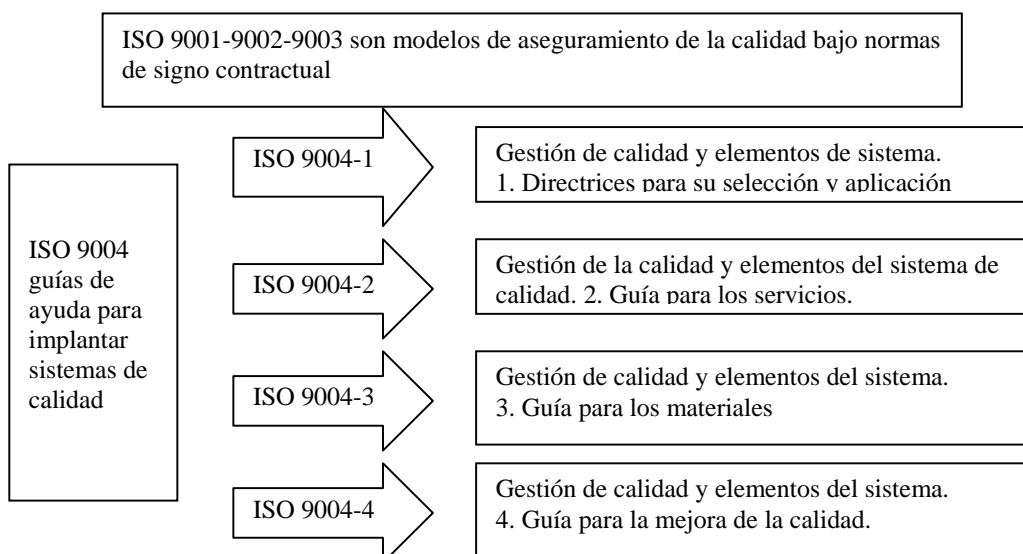 ISO 9001-9002-9003 son modelos de aseguramiento de la calidad bajo normas
de signo contractual
ISO 9004
guías de
ayuda para
implantar
sistemas de
calidad
ISO 9004-1
Gestión de calidad y elementos de sistema.
1. Directrices para su selección y aplicación
ISO 9004-2
Gestión de la calidad y elementos del sistema de
calidad. 2. Guía para los servicios.
ISO 9004-3
Gestión de calidad y elementos del sistema.
3. Guía para los materiales
ISO 9004-4
Gestión de calidad y elementos del sistema.
4. Guía para la mejora de la calidad.